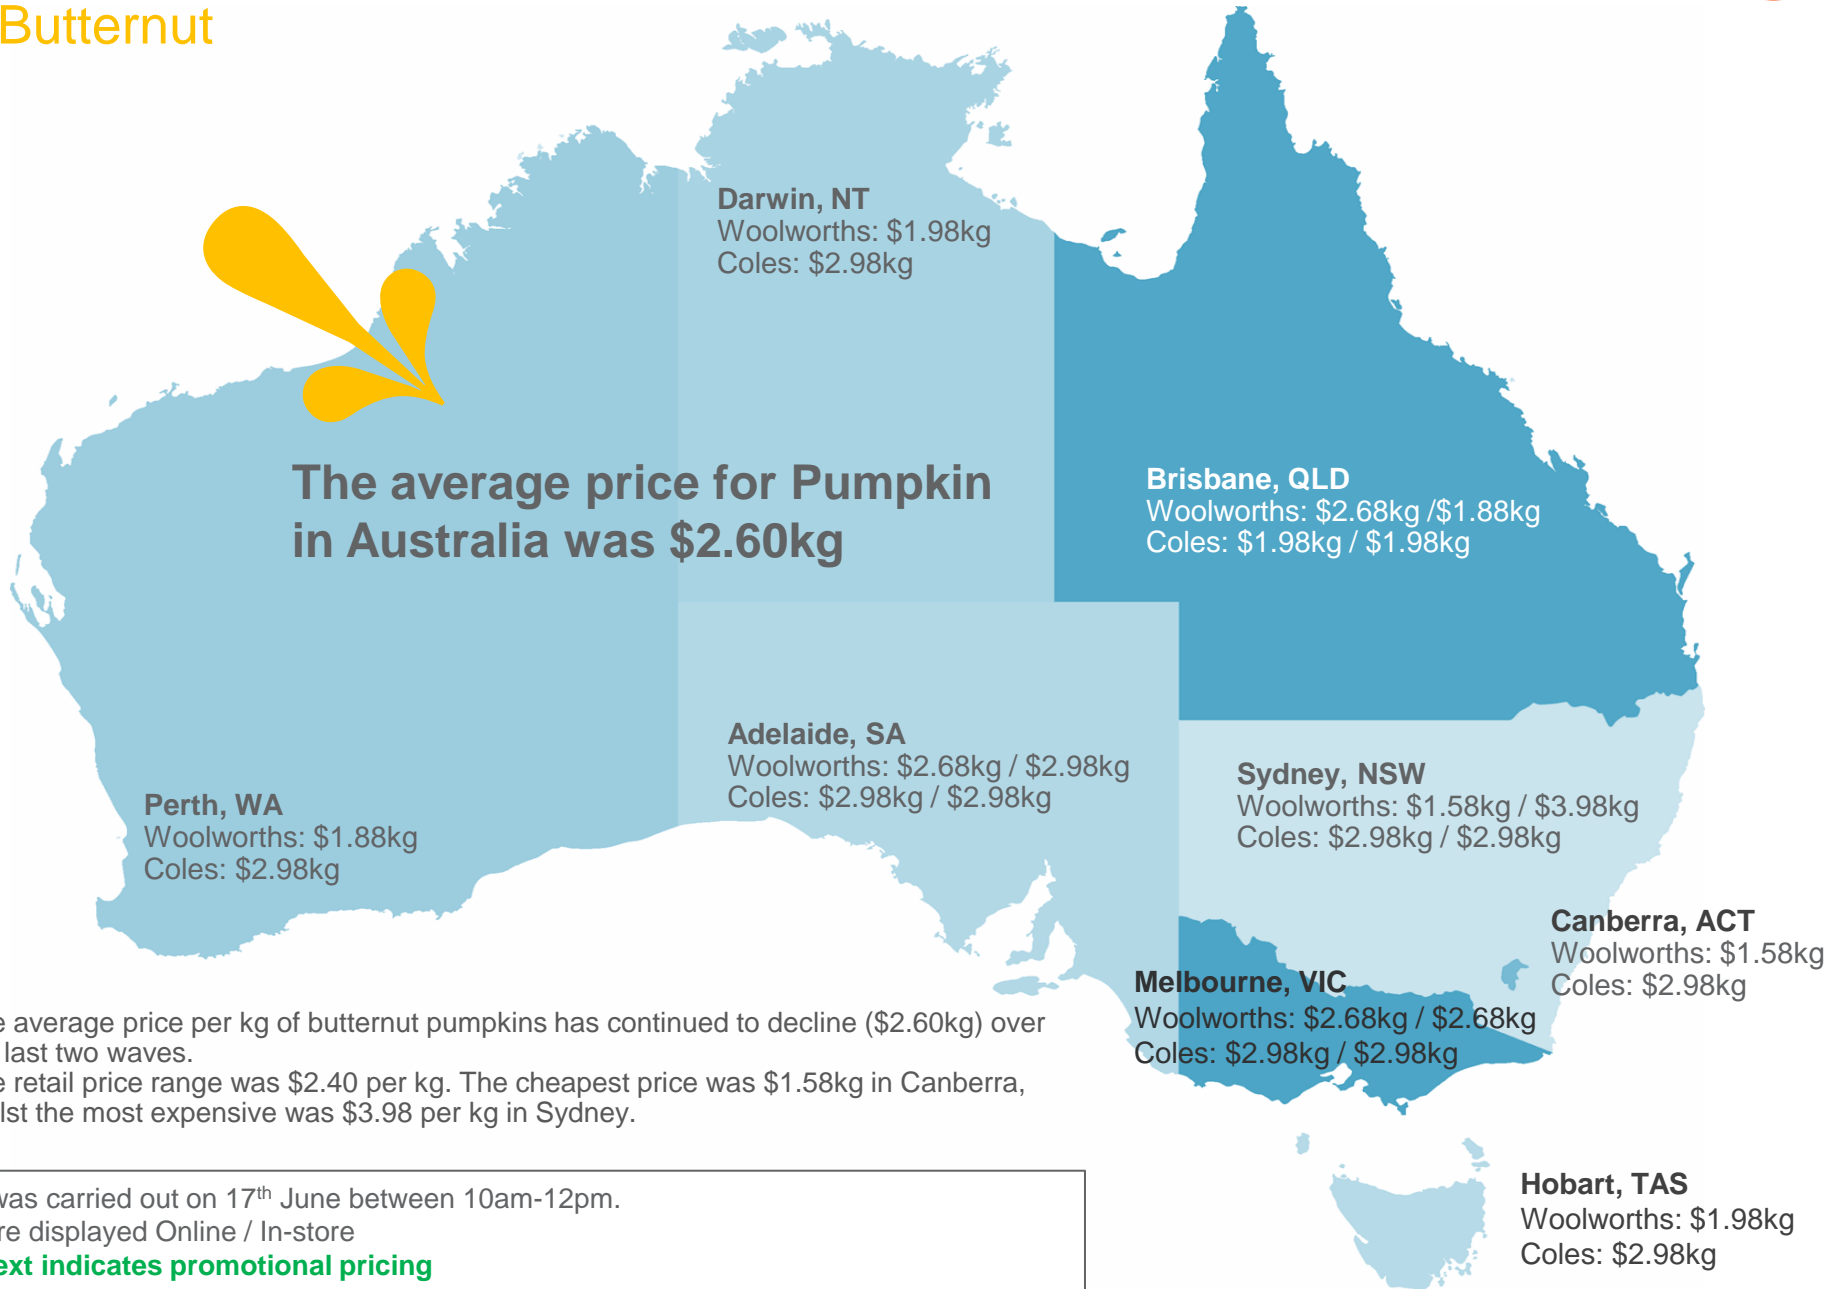 Butternut
Darwin, NT
Woolworths: $1.98kg
Coles: $2.98kg
The average price for Pumpkin
in Australia was $2.60kg
Brisbane, QLD
Woolworths: $2.68kg /$1.88kg
Coles: $1.98kg / $1.98kg
Adelaide, SA
Woolworths: $2.68kg / $2.98kg
Coles: $2.98kg / $2.98kg
Sydney, NSW
Woolworths: $1.58kg / $3.98kg
Coles: $2.98kg / $2.98kg
Perth, WA
Woolworths: $1.88kg
Coles: $2.98kg
Canberra, ACT
Woolworths: $1.58kg
Coles: $2.98kg
Melbourne, VIC
Woolworths: $2.68kg / $2.68kg
Coles: $2.98kg / $2.98kg
e average price per kg of butternut pumpkins has continued to decline ($2.60kg) over
last two waves.
e retail price range was $2.40 per kg. The cheapest price was $1.58kg in Canberra,
lst the most expensive was $3.98 per kg in Sydney.
was carried out on 17th June between 10am-12pm.
re displayed Online / In-store
ext indicates promotional pricing
Hobart, TAS
Woolworths: $1.98kg
Coles: $2.98kg